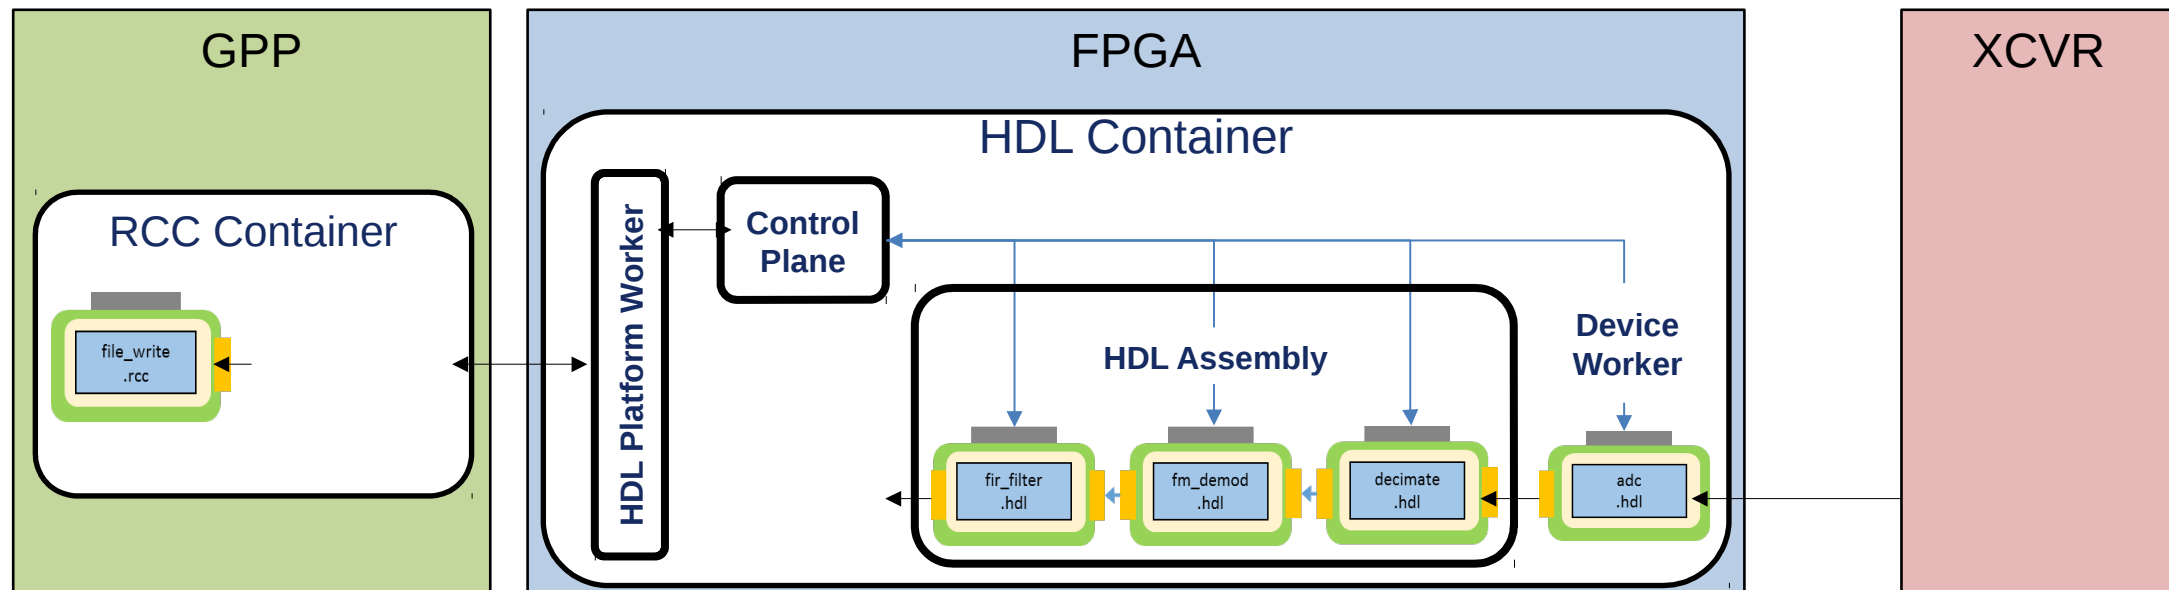 GPP
RCC Container
file_write
.rcc
FPGA
HDL Container
HDL Platform Worker
Control
Plane
HDL Assembly
Device
Worker
fir_filter
.hdl
fm_demod
.hdl
decimate
.hdl
adc
.hdl
XCVR